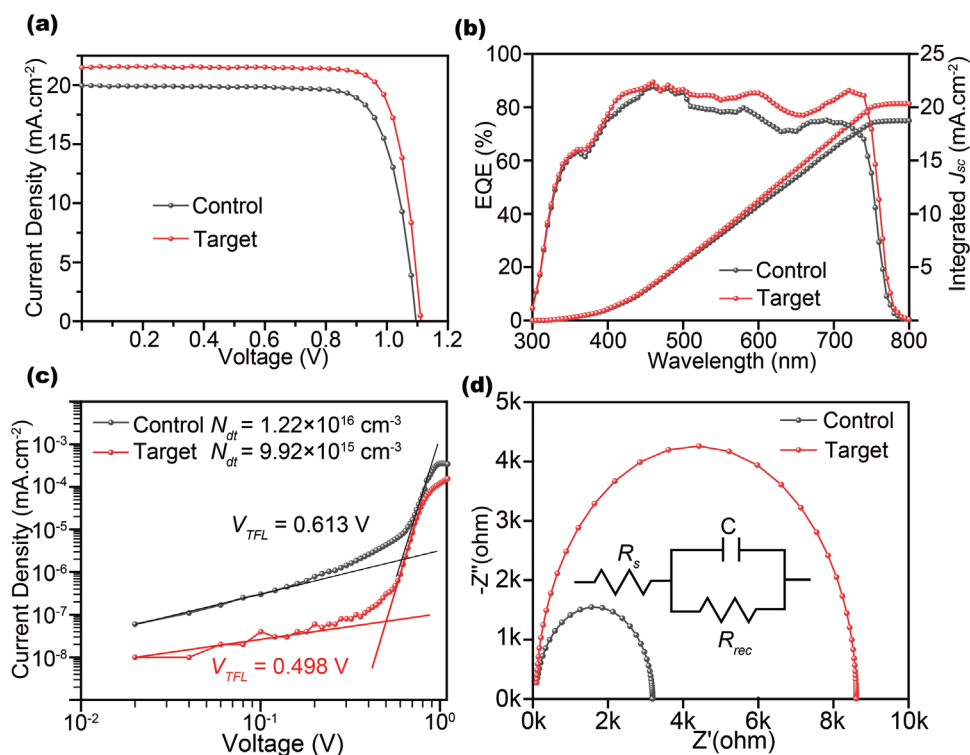 (a)
Current Density (mA.cm-2)
20
15
10
5
0
Control
Target
0.2 0.4 0.6 0.8 1.0 1.2
Voltage (V)
(b)
EQE (%)
100
80
60
40
20
0
Control
Target
300 400 500 600 700 800
Wavelength (nm)
25
20
15
10
5
Integrated Jsc (mA.cm-2)
(c)
Current Density (mA.cm-2)
10-3
10-4
10-5
10-6
10-7
10-8
Control Ndt = 1.22×10^16 cm-3
Target Ndt = 9.92×10^15 cm-3
VTFL = 0.613 V
VTFL = 0.498 V
10-2 10-1 10^0
Voltage (V)
(d)
-Z''(ohm)
5k
4k
3k
2k
1k
0k
Control
Target
C
Rs
Rrec
0k 2k 4k 6k 8k 10k
Z'(ohm)